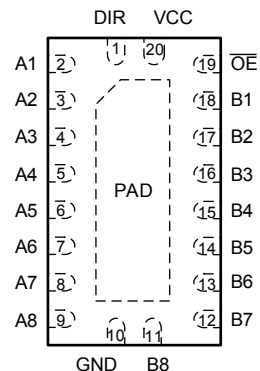 DIR VCC
1 20
A1 2 19 O̅E̅
A2 3 18 B1
A3 4 17 B2
A4 5 16 B3
PAD
A5 6 15 B4
A6 7 14 B5
A7 8 13 B6
A8 9 12 B7
10 11
GND B8